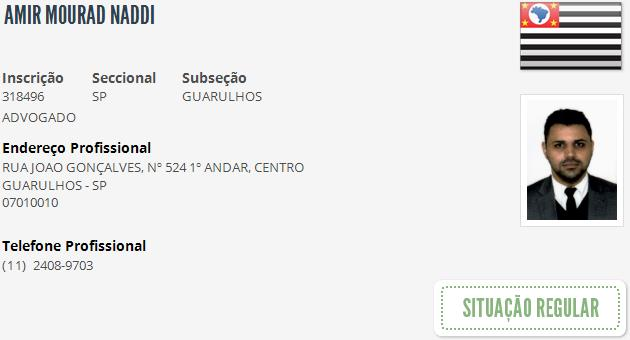 AMIR MOURAD NADDI
Inscrição Seccional Subseção
318496 SP GUARULHOS
ADVOGADO
Endereço Profissional
RUA JOAO GONÇALVES, Nº 524 1º ANDAR, CENTRO
GUARULHOS - SP
07010010
Telefone Profissional
(11) 2408-9703
SITUAÇÃO REGULAR